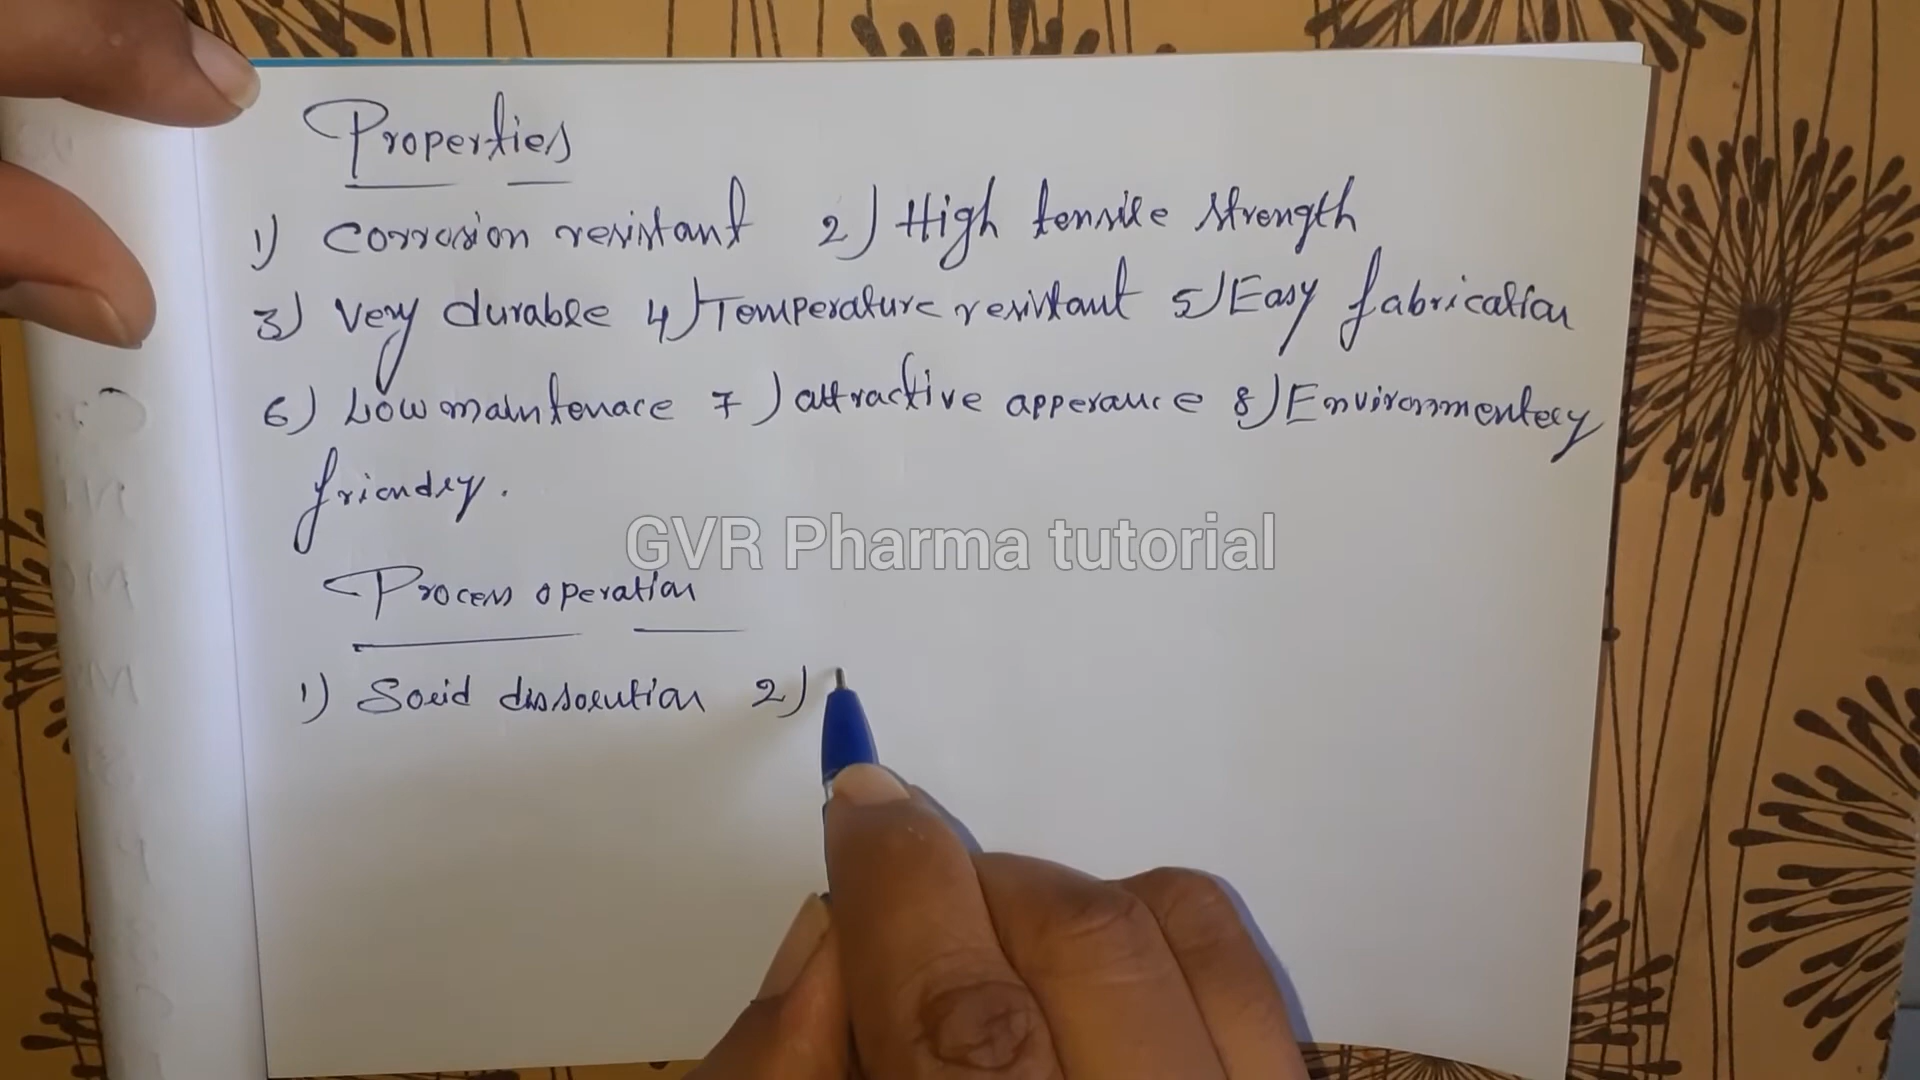 Properties
1) Corrosion resistant 2) High tensile strength
3) Very durable 4) Temperature resistant 5) Easy fabrication
6) Low maintenace 7) attractive apperance 8) Environmentaly
friendly.
GVR Pharma tutorial
Process operation
1) Solid dissolution 2)